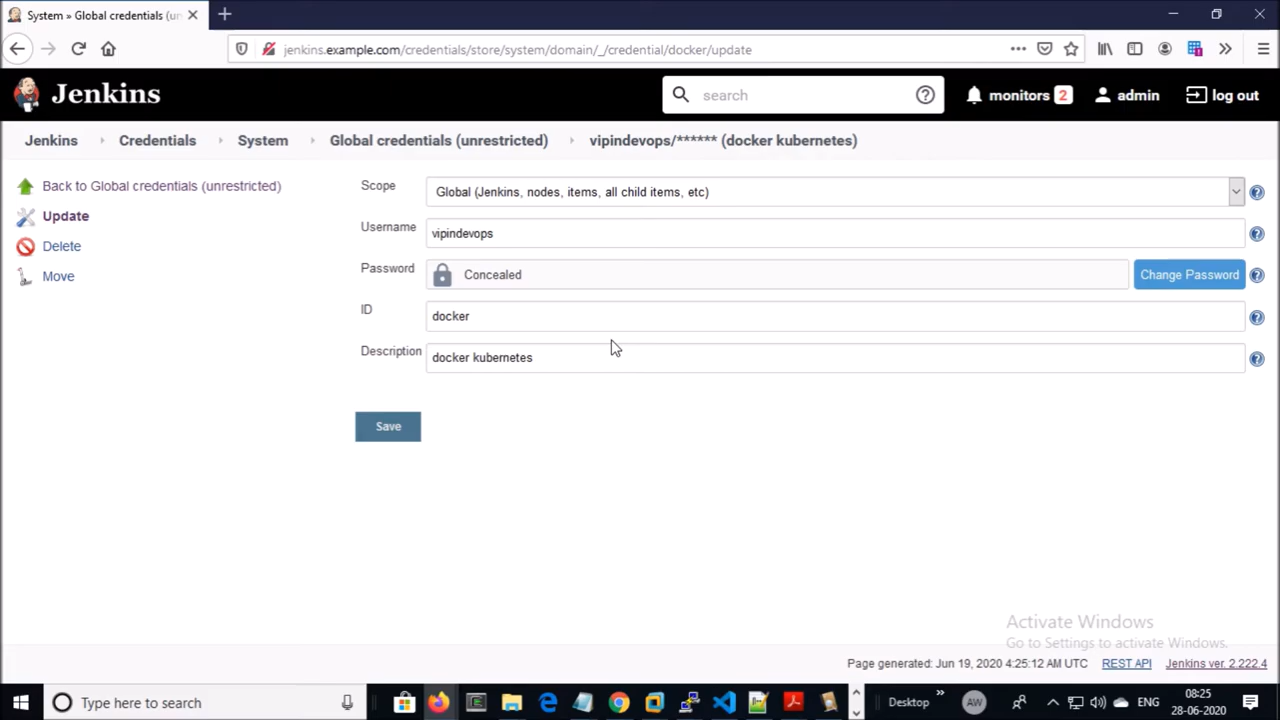 System » Global credentials (un
jenkins.example.com/credentials/store/system/domain/_/credential/docker/update
Jenkins
search
monitors 2
admin
log out
Jenkins
Credentials
System
Global credentials (unrestricted)
vipindevops/****** (docker kubernetes)
Back to Global credentials (unrestricted)
Update
Delete
Move
Scope
Global (Jenkins, nodes, items, all child items, etc)
Username
vipindevops
Password
Concealed
Change Password
ID
docker
Description
docker kubernetes
Save
Activate Windows
Go to Settings to activate Windows.
Page generated: Jun 19, 2020 4:25:12 AM UTC
REST API
Jenkins ver. 2.222.4
Type here to search
Desktop
AW
ENG
08:25
28-06-2020